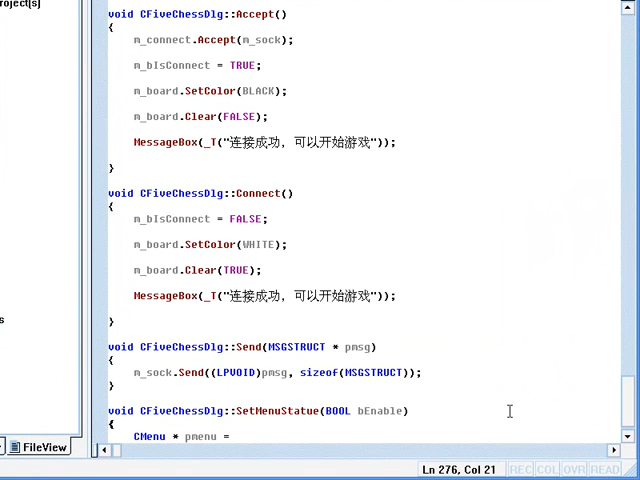 roject[s]
void CFiveChessDlg::Accept()
{
m_connect.Accept(m_sock);
m_bIsConnect = TRUE;
m_board.SetColor(BLACK);
m_board.Clear(FALSE);
MessageBox(_T("连接成功，可以开始游戏"));
}
void CFiveChessDlg::Connect()
{
m_bIsConnect = FALSE;
m_board.SetColor(WHITE);
m_board.Clear(TRUE);
MessageBox(_T("连接成功，可以开始游戏"));
}
void CFiveChessDlg::Send(MSGSTRUCT * pmsg)
{
m_sock.Send((LPVOID)pmsg, sizeof(MSGSTRUCT));
}
void CFiveChessDlg::SetMenuStatue(BOOL bEnable)
{
CMenu * pmenu =
s
FileView
Ln 276, Col 21 REC COL OVR READ